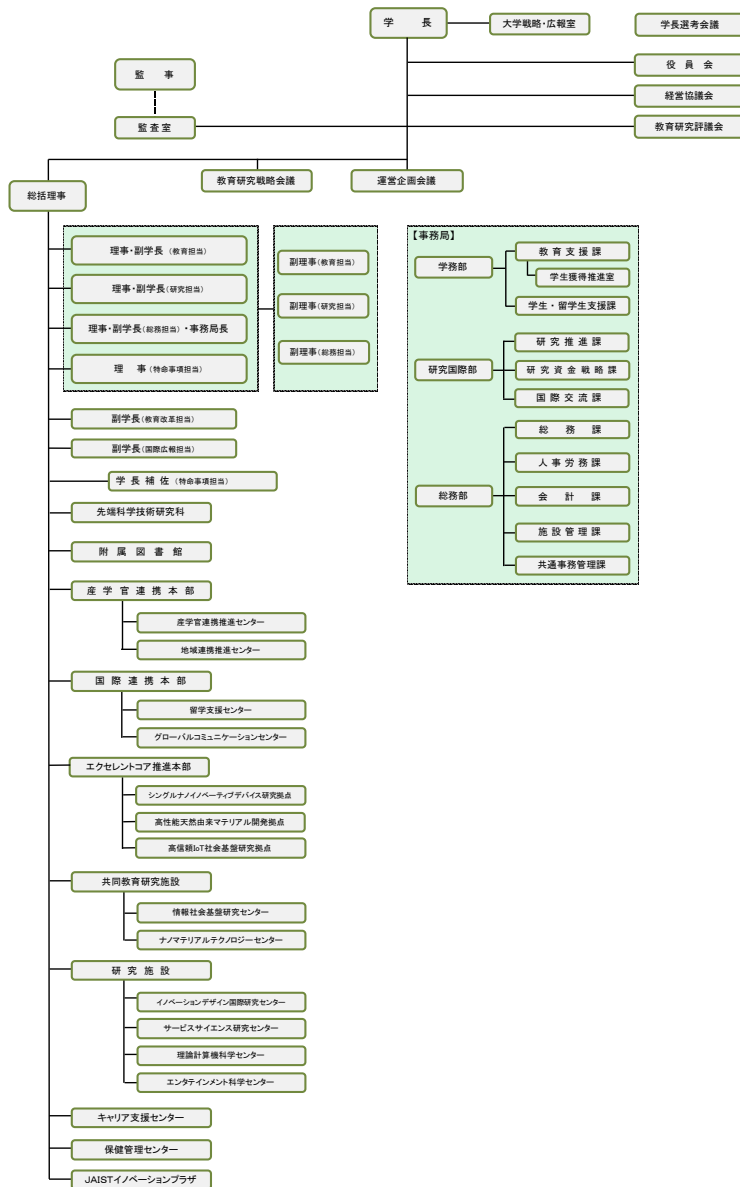 学　長
大学戦略・広報室
学長選考会議
役 員 会
監　事
経営協議会
監査室
教育研究評議会
教育研究戦略会議
運営企画会議
総括理事
理事・副学長（教育担当）
理事・副学長（研究担当）
理事・副学長（総務担当）・事務局長
理　事（特命事項担当）
副理事（教育担当）
副理事（研究担当）
副理事（総務担当）
【事務局】
学務部
教 育 支 援 課
学生獲得推進室
学生・留学生支援課
研究国際部
研 究 推 進 課
研 究 資 金 戦 略 課
国 際 交 流 課
総務部
総　務　課
人 事 労 務 課
会　計　課
施 設 管 理 課
共通事務管理課
副学長（教育改革担当）
副学長（国際広報担当）
学 長 補 佐（特命事項担当）
先端科学技術研究科
附 属 図 書 館
産 学 官 連 携 本 部
産学官連携推進センター
地域連携推進センター
国 際 連 携 本 部
留学支援センター
グローバルコミュニケーションセンター
エクセレントコア推進本部
シングルナノイノベーティブデバイス研究拠点
高性能天然由来マテリアル開発拠点
高信頼IoT社会基盤研究拠点
共同教育研究施設
情報社会基盤研究センター
ナノマテリアルテクノロジーセンター
研 究 施 設
イノベーションデザイン国際研究センター
サービスサイエンス研究センター
理論計算機科学センター
エンタテインメント科学センター
キャリア支援センター
保健管理センター
JAISTイノベーションプラザ